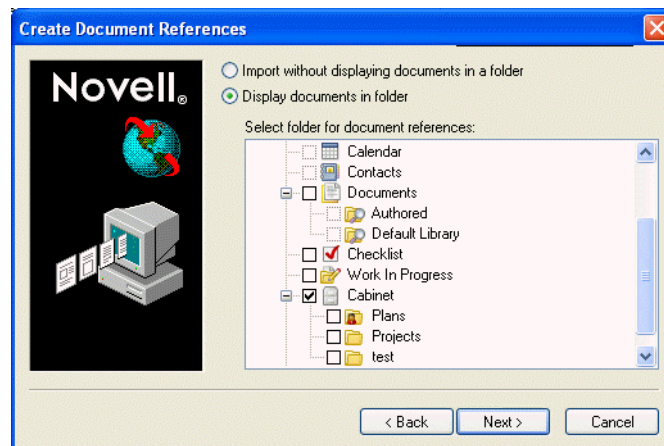 Create Document References
Novell®
Import without displaying documents in a folder
Display documents in folder
Select folder for document references:
Calendar
Contacts
Documents
Authored
Default Library
Checklist
Work In Progress
Cabinet
Plans
Projects
test
< Back
Next >
Cancel